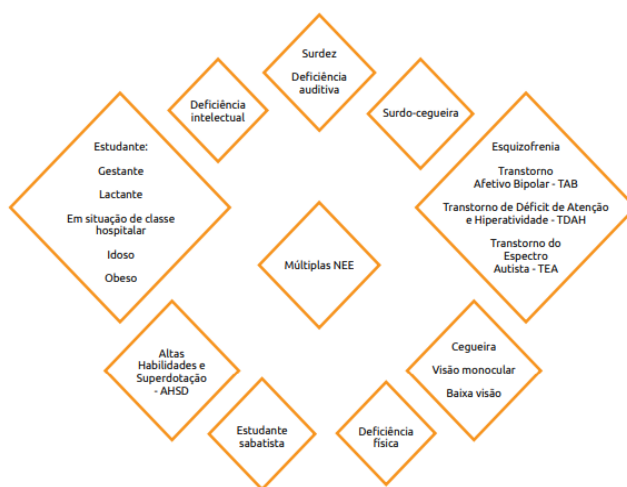 Surdez
Deficiência
auditiva
Deficiência
intelectual
Surdo-cegueira
Estudante:
Gestante
Lactante
Em situação de classe
hospitalar
Idoso
Obeso
Esquizofrenia
Transtorno
Afetivo Bipolar - TAB
Transtorno de Déficit de Atenção
e Hiperatividade - TDAH
Transtorno do
Espectro
Autista - TEA
Múltiplas NEE
Altas
Habilidades e
Superdotação
- AHSD
Cegueira
Visão monocular
Baixa visão
Estudante
sabatista
Deficiência
física